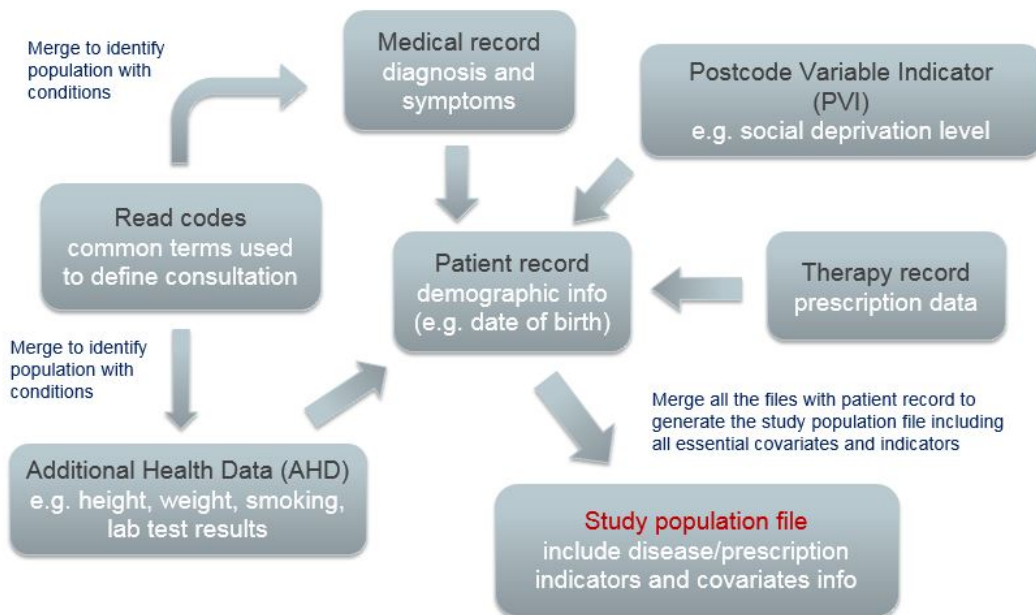 Merge to identify
population with
conditions
Medical record
diagnosis and
symptoms
Postcode Variable Indicator
(PVI)
e.g. social deprivation level
Read codes
common terms used
to define consultation
Patient record
demographic info
(e.g. date of birth)
Therapy record
prescription data
Merge to identify
population with
conditions
Merge all the files with patient record to
generate the study population file including
all essential covariates and indicators
Additional Health Data (AHD)
e.g. height, weight, smoking,
lab test results
Study population file
include disease/prescription
indicators and covariates info